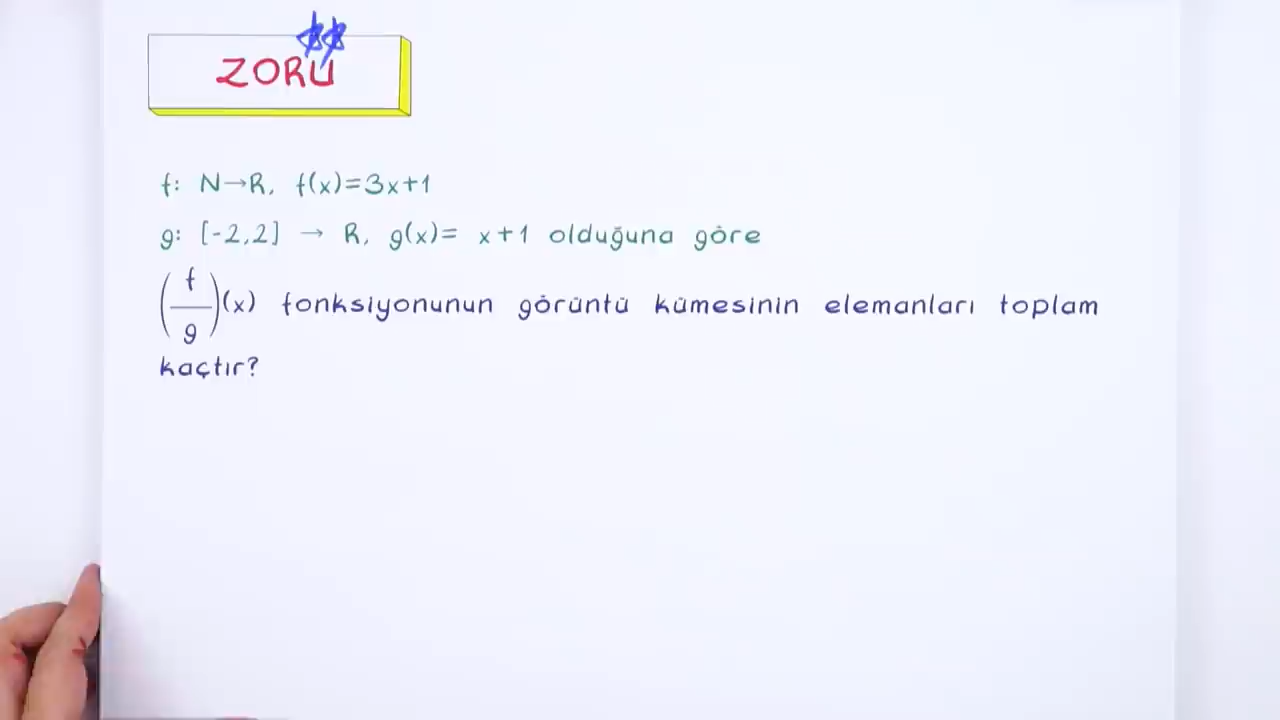 ZORU
f: N→R, f(x)=3x+1
g: [-2,2] → R, g(x)= x+1 olduğuna göre
(f/g)(x) fonksiyonunun görüntü kümesinin elemanları toplam
kaçtır?